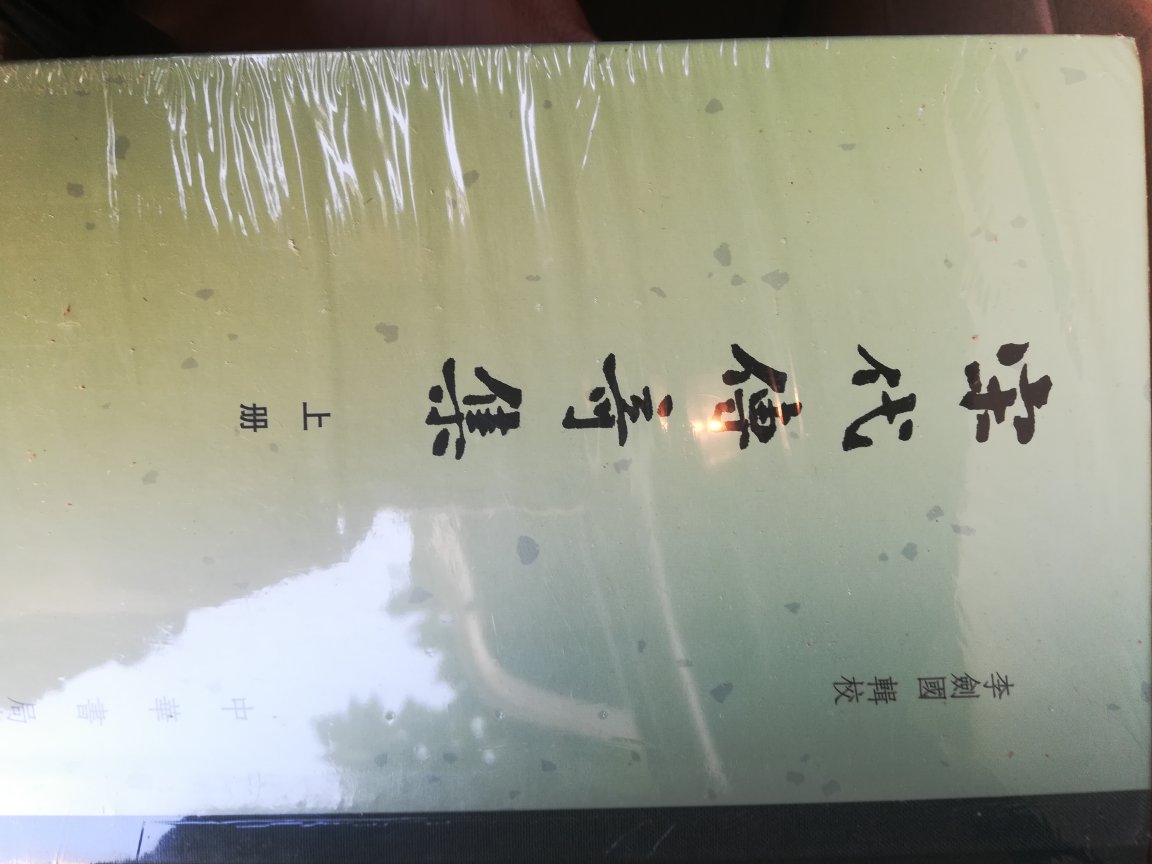 宋代傳奇集
上册
李劍國 輯校
中華書局